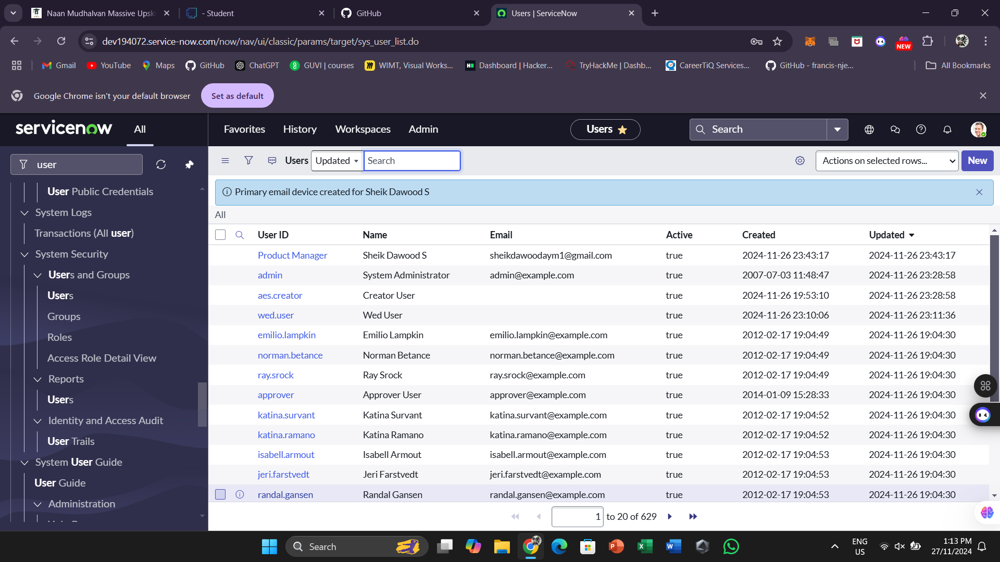 Naan Mudhalvan Massive Upsk
- Student
GitHub
Users | ServiceNow
dev194072.service-now.com/now/nav/ui/classic/params/target/sys_user_list.do
NEW
Gmail
YouTube
Maps
GitHub
ChatGPT
GUVI | courses
WIMT, Visual Works...
Dashboard | Hacker...
TryHackMe | Dashb...
CareerTiQ Services...
GitHub - francis-nje...
All Bookmarks
Google Chrome isn't your default browser
Set as default
servicenow
All
Favorites
History
Workspaces
Admin
Users
Search
user
User Public Credentials
System Logs
Transactions (All user)
System Security
Users and Groups
Users
Groups
Roles
Access Role Detail View
Reports
Users
Identity and Access Audit
User Trails
System User Guide
User Guide
Administration
Users
Updated
Search
Actions on selected rows...
New
Primary email device created for Sheik Dawood S
All
User ID Name Email Active Created Updated
Product Manager Sheik Dawood S sheikdawoodaym1@gmail.com true 2024-11-26 23:43:17 2024-11-26 23:43:17
admin System Administrator admin@example.com true 2007-07-03 11:48:47 2024-11-26 23:28:58
aes.creator Creator User true 2024-11-26 19:53:10 2024-11-26 23:28:58
wed.user Wed User true 2024-11-26 23:10:06 2024-11-26 23:11:36
emilio.lampkin Emilio Lampkin emilio.lampkin@example.com true 2012-02-17 19:04:49 2024-11-26 19:04:30
norman.betance Norman Betance norman.betance@example.com true 2012-02-17 19:04:49 2024-11-26 19:04:30
ray.srock Ray Srock ray.srock@example.com true 2012-02-17 19:04:49 2024-11-26 19:04:30
approver Approver User approver@example.com true 2014-01-09 15:28:33 2024-11-26 19:04:30
katina.survant Katina Survant katina.survant@example.com true 2012-02-17 19:04:52 2024-11-26 19:04:30
katina.ramano Katina Ramano katina.ramano@example.com true 2012-02-17 19:04:52 2024-11-26 19:04:30
isabell.armout Isabell Armout isabell.armout@example.com true 2012-02-17 19:04:53 2024-11-26 19:04:30
jeri.farstvedt Jeri Farstvedt jeri.farstvedt@example.com true 2012-02-17 19:04:53 2024-11-26 19:04:30
randal.gansen Randal Gansen randal.gansen@example.com true 2012-02-17 19:04:53 2024-11-26 19:04:30
1 to 20 of 629
Search
ENG
US
1:13 PM
27/11/2024